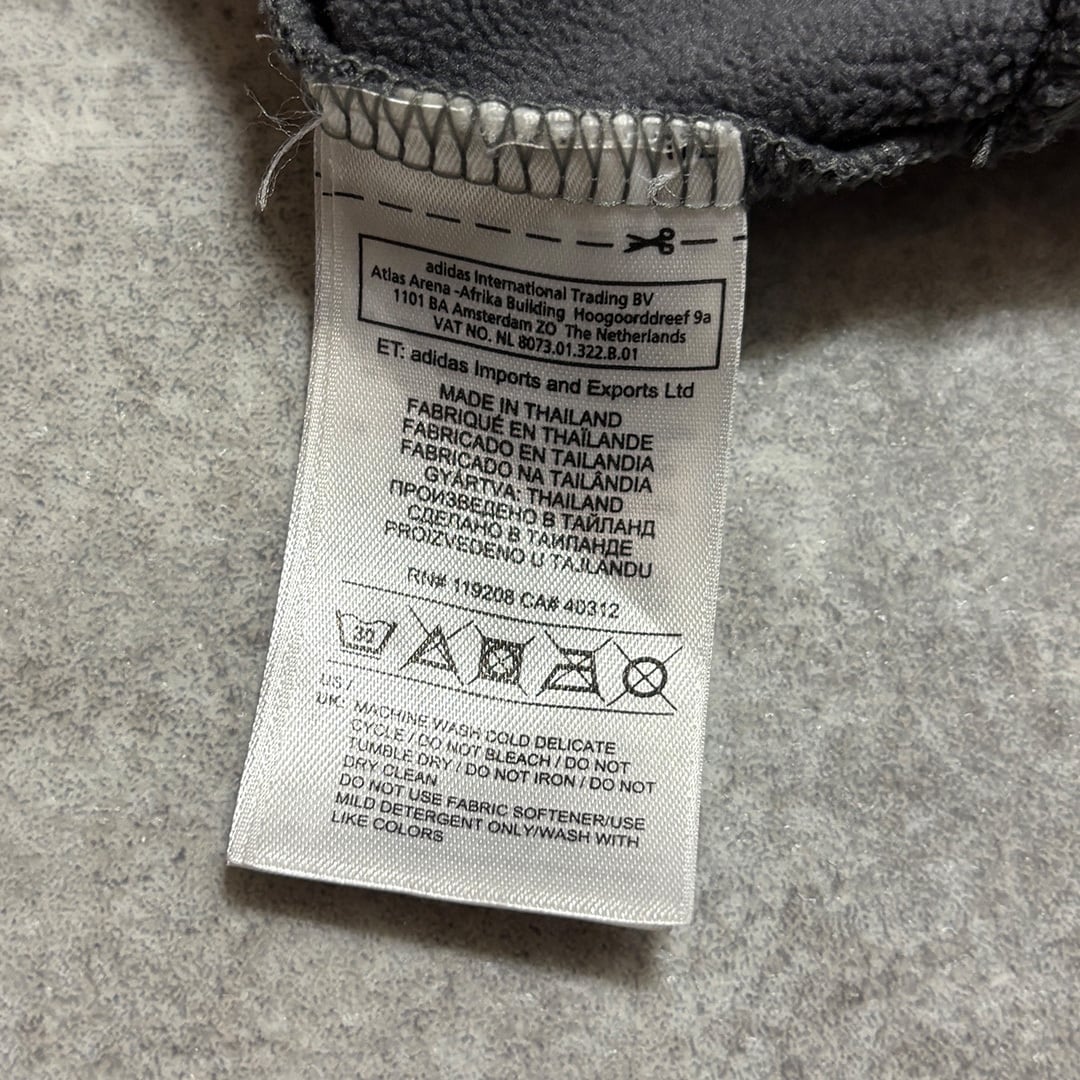 adidas International Trading BV
Atlas Arena -Afrika Building Hoogoorddreef 9a
1101 BA Amsterdam ZO The Netherlands
VAT NO. NL 8073.01.322.B.01
ET: adidas Imports and Exports Ltd
MADE IN THAILAND
FABRIQUÉ EN THAÏLANDE
FABRICADO EN TAILANDIA
FABRICADO NA TAILÂNDIA
GYÁRTVA: THAILAND
ПРОИЗВЕДЕНО В ТАЙЛАНД
СДЕЛАНО В ТАИЛАНДЕ
PROIZVEDENO U TAJLANDU
RN# 119208 CA# 40312
30
US /
UK: MACHINE WASH COLD DELICATE
CYCLE / DO NOT BLEACH / DO NOT
TUMBLE DRY / DO NOT IRON / DO NOT
DRY CLEAN
DO NOT USE FABRIC SOFTENER/USE
MILD DETERGENT ONLY/WASH WITH
LIKE COLORS